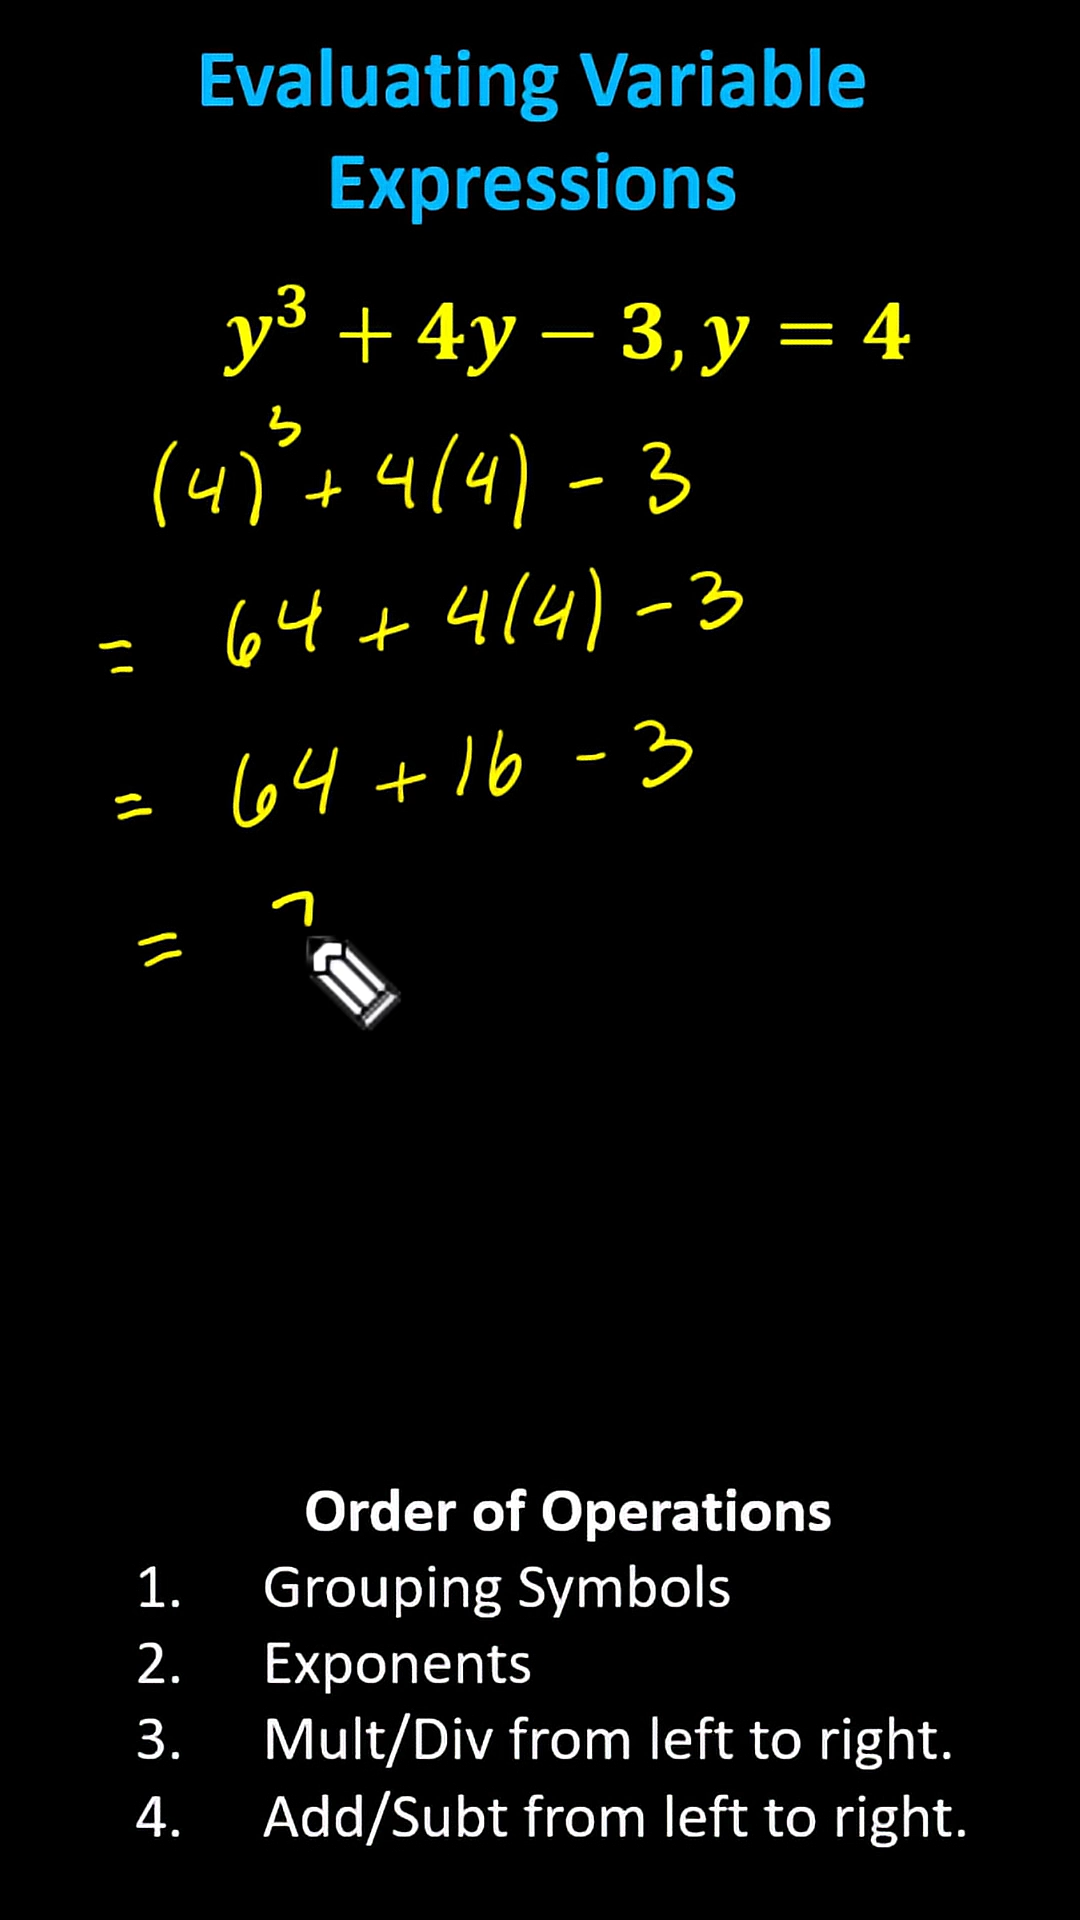 Evaluating Variable
Expressions
y³ + 4y − 3, y = 4
(4)³ + 4(4) - 3
= 64 + 4(4) - 3
= 64 + 16 - 3
= 7
Order of Operations
1. Grouping Symbols
2. Exponents
3. Mult/Div from left to right.
4. Add/Subt from left to right.